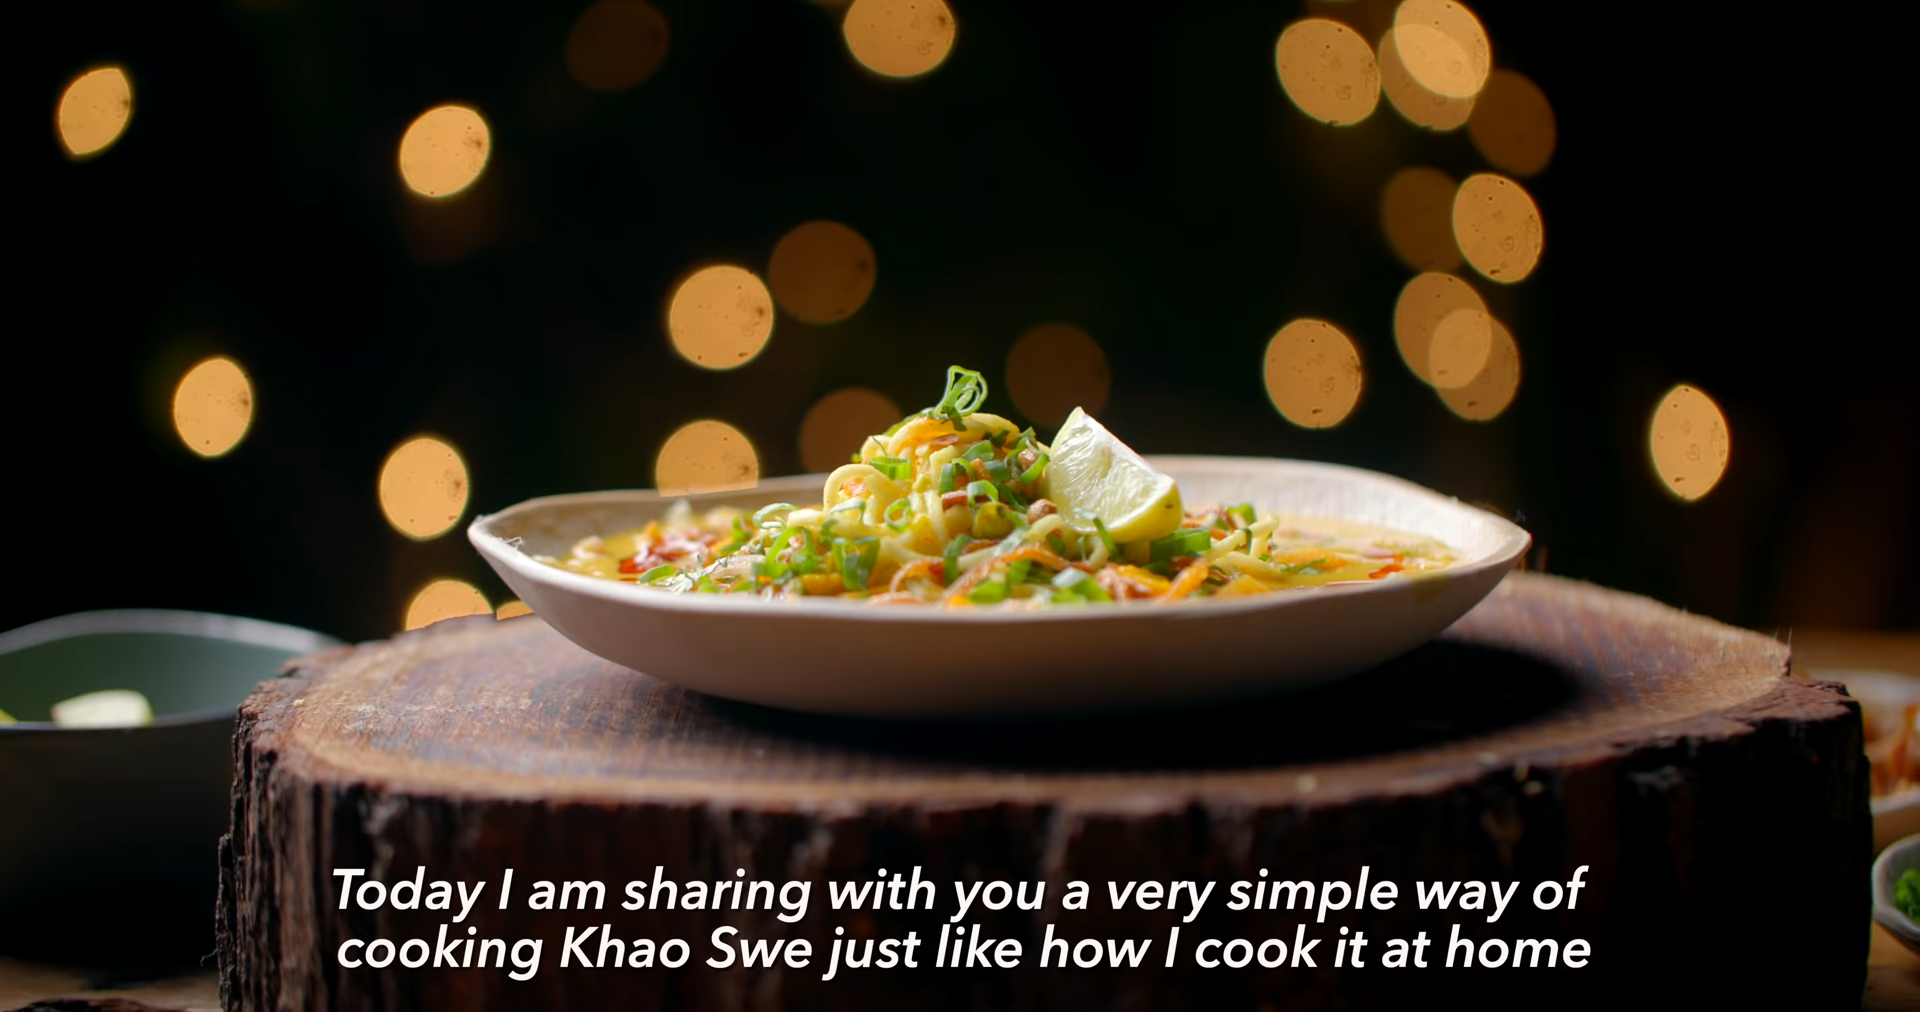 Today I am sharing with you a very simple way of
cooking Khao Swe just like how I cook it at home